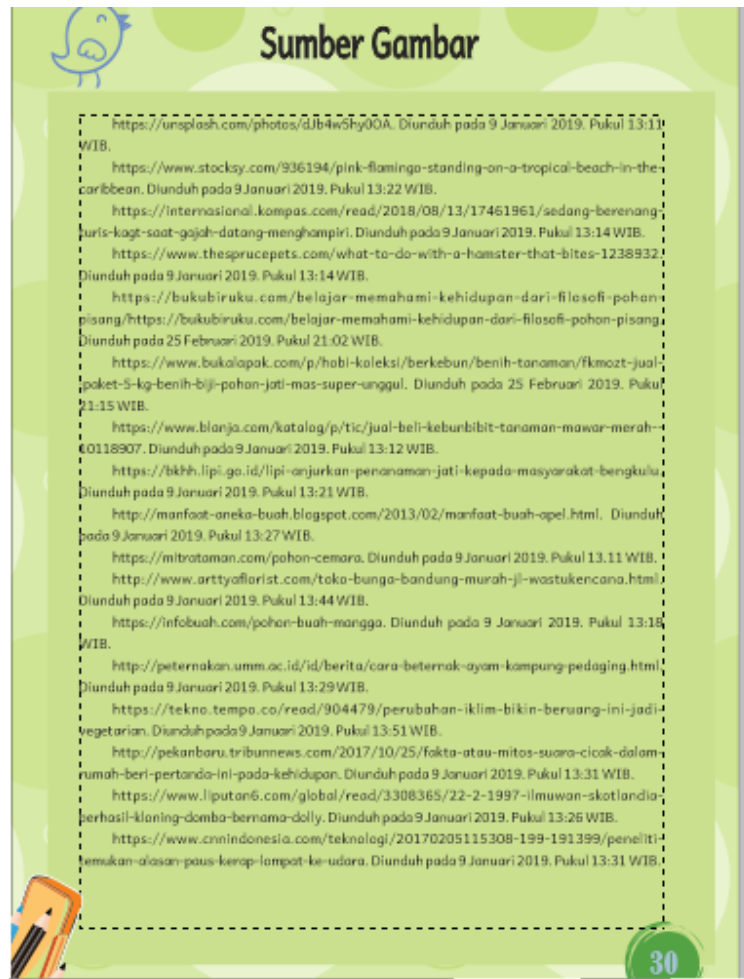 Sumber Gambar
https://unsplash.com/photos/dJb4w5hy0OA. Diunduh pada 9 Januari 2019. Pukul 13:11
WIB.
https://www.stocksy.com/936194/pink-flamingo-standing-on-a-tropical-beach-in-the-
caribbean. Diunduh pada 9 Januari 2019. Pukul 13:22 WIB.
https://internasional.kompas.com/read/2018/08/13/17461961/sedang-berenang-
turis-kagt-saat-gajah-datang-menghampiri. Diunduh pada 9 Januari 2019. Pukul 13:14 WIB.
https://www.thesprucepets.com/what-to-do-with-a-hamster-that-bites-1238932.
Diunduh pada 9 Januari 2019. Pukul 13:14 WIB.
https://bukubiruku.com/belajar-memahami-kehidupan-dari-filosofi-pohon-
pisang/https://bukubiruku.com/belajar-memahami-kehidupan-dari-filosofi-pohon-pisang.
Diunduh pada 25 Februari 2019. Pukul 21:02 WIB.
https://www.bukalapak.com/p/hobi-koleksi/berkebun/benih-tanaman/fkmozt-jual-
paket-5-kg-benih-biji-pohon-jati-mas-super-unggul. Diunduh pada 25 Februari 2019. Pukul
21:15 WIB.
https://www.blanja.com/katalog/p/tic/jual-beli-kebunbibit-tanaman-mawar-merah--
10118907. Diunduh pada 9 Januari 2019. Pukul 13:12 WIB.
https://bkhh.lipi.go.id/lipi-anjurkan-penanaman-jati-kepada-masyarakat-bengkulu.
Diunduh pada 9 Januari 2019. Pukul 13:21 WIB.
http://manfaat-aneka-buah.blogspot.com/2013/02/manfaat-buah-apel.html. Diunduh
pada 9 Januari 2019. Pukul 13:27 WIB.
https://mitrataman.com/pohon-cemara. Diunduh pada 9 Januari 2019. Pukul 13.11 WIB.
http://www.arttyaflorist.com/toko-bunga-bandung-murah-jl-wastukencana.html.
Diunduh pada 9 Januari 2019. Pukul 13:44 WIB.
https://infobuah.com/pohon-buah-mangga. Diunduh pada 9 Januari 2019. Pukul 13:18
WIB.
http://peternakan.umm.ac.id/id/berita/cara-beternak-ayam-kampung-pedaging.html.
Diunduh pada 9 Januari 2019. Pukul 13:29 WIB.
https://tekno.tempo.co/read/904479/perubahan-iklim-bikin-beruang-ini-jadi-
vegetarian. Diunduh pada 9 Januari 2019. Pukul 13:51 WIB.
http://pekanbaru.tribunnews.com/2017/10/25/fakta-atau-mitos-suara-cicak-dalam-
rumah-beri-pertanda-ini-pada-kehidupan. Diunduh pada 9 Januari 2019. Pukul 13:31 WIB.
https://www.liputan6.com/global/read/3308365/22-2-1997-ilmuwan-skotlandia-
berhasil-kloning-domba-bernama-dolly. Diunduh pada 9 Januari 2019. Pukul 13:26 WIB.
https://www.cnnindonesia.com/teknologi/20170205115308-199-191399/peneliti-
temukan-alasan-paus-kerap-lompat-ke-udara. Diunduh pada 9 Januari 2019. Pukul 13:31 WIB.
30